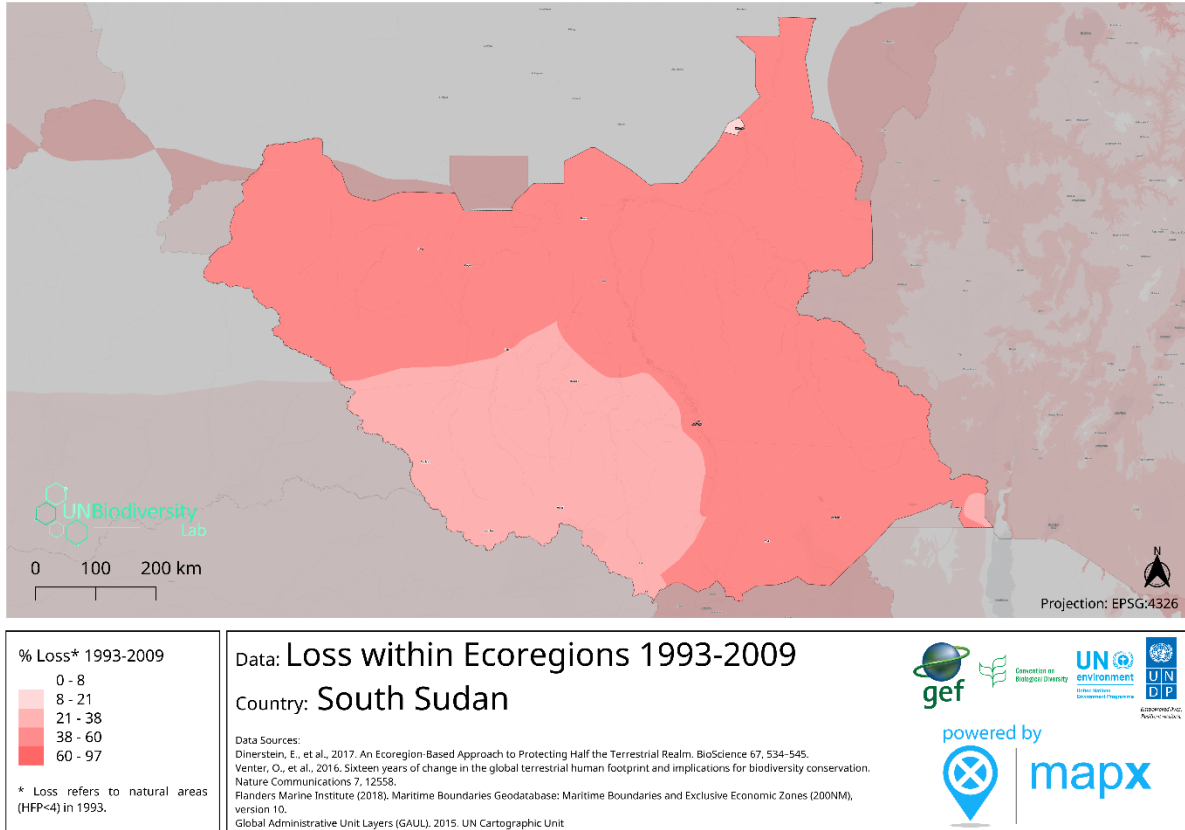 UNBiodiversity
Lab
0 100 200 km
N
Projection: EPSG:4326
% Loss* 1993-2009
0 - 8
8 - 21
21 - 38
38 - 60
60 - 97
* Loss refers to natural areas
(HFP<4) in 1993.
Data: Loss within Ecoregions 1993-2009
Country: South Sudan
Data Sources:
Dinerstein, E., et al., 2017. An Ecoregion-Based Approach to Protecting Half the Terrestrial Realm. BioScience 67, 534–545.
Venter, O., et al., 2016. Sixteen years of change in the global terrestrial human footprint and implications for biodiversity conservation.
Nature Communications 7, 12558.
Flanders Marine Institute (2018). Maritime Boundaries Geodatabase: Maritime Boundaries and Exclusive Economic Zones (200NM),
version 10.
Global Administrative Unit Layers (GAUL). 2015. UN Cartographic Unit
gef
Convention on
Biological Diversity
UN
environment
United Nations
Environment Programme
U N
D P
Empowered lives.
Resilient nations.
powered by
mapx